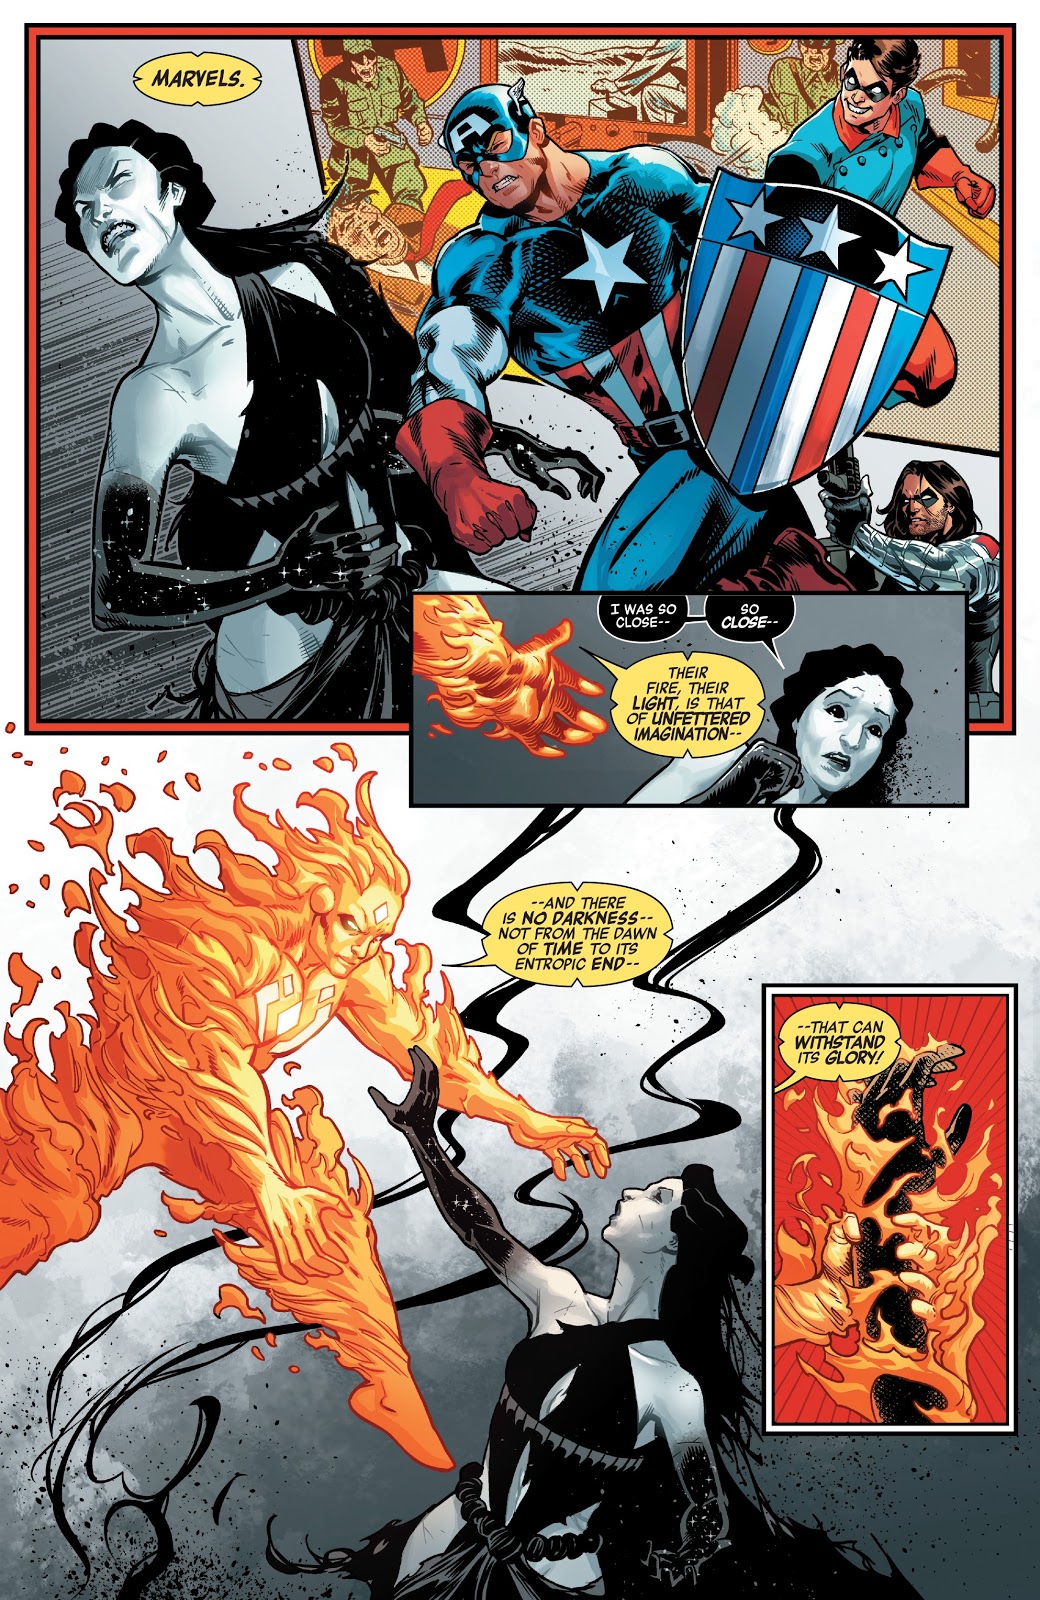 MARVELS.
I WAS SO
CLOSE--
SO
CLOSE--
THEIR
FIRE, THEIR
LIGHT, IS THAT
OF UNFETTERED
IMAGINATION--
--AND THERE
IS NO DARKNESS--
NOT FROM THE DAWN
OF TIME TO ITS
ENTROPIC END--
--THAT CAN
WITHSTAND
ITS GLORY!
A